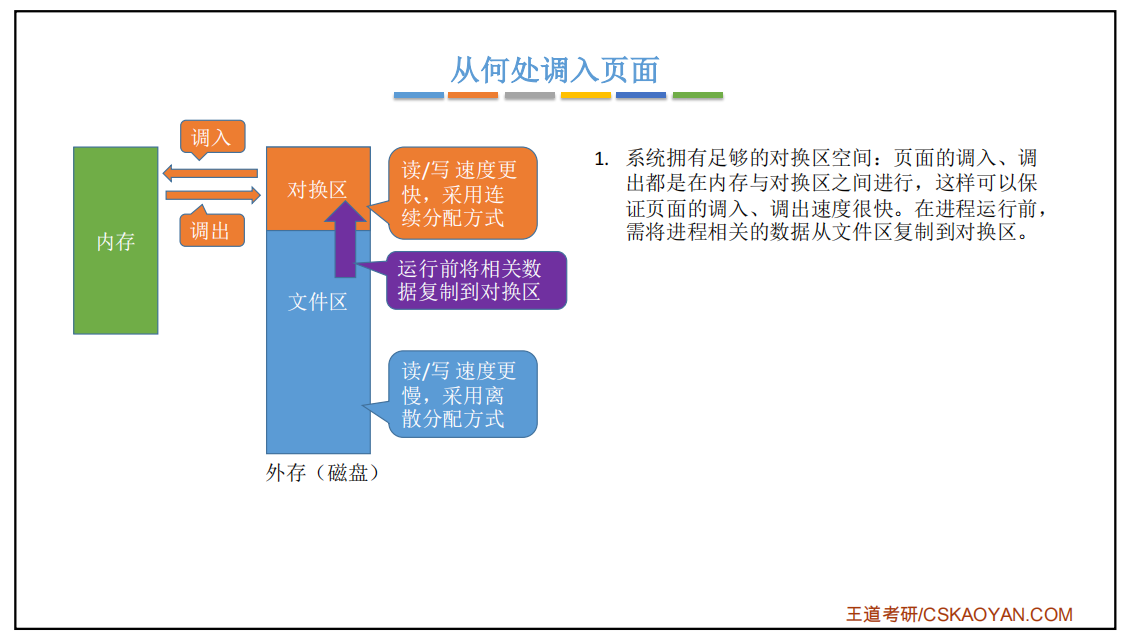 从何处调入页面
调入
调出
内存
对换区
文件区
外存（磁盘）
读/写 速度更
快，采用连
续分配方式
运行前将相关数
据复制到对换区
读/写 速度更
慢，采用离
散分配方式
1. 系统拥有足够的对换区空间：页面的调入、调
出都是在内存与对换区之间进行，这样可以保
证页面的调入、调出速度很快。在进程运行前，
需将进程相关的数据从文件区复制到对换区。
王道考研/CSKAOYAN.COM